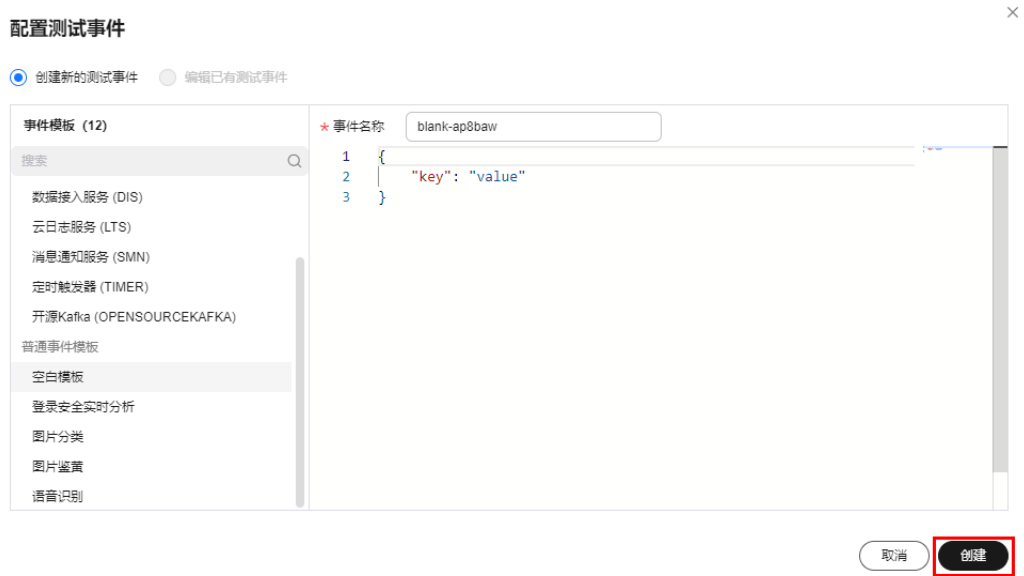 配置测试事件
创建新的测试事件 编辑已有测试事件
事件模板 (12)
搜索
数据接入服务 (DIS)
云日志服务 (LTS)
消息通知服务 (SMN)
定时触发器 (TIMER)
开源Kafka (OPENSOURCEKAFKA)
普通事件模板
空白模板
登录安全实时分析
图片分类
图片鉴黄
语音识别
* 事件名称 blank-ap8baw
1 {
2 "key": "value"
3 }
取消 创建